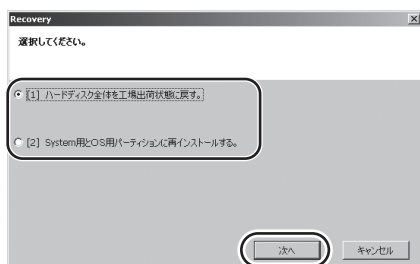 Recovery
選択してください。
[1] ハードディスク全体を工場出荷状態に戻す。
[2] System用とOS用パーティションに再インストールする。
次へ
キャンセル